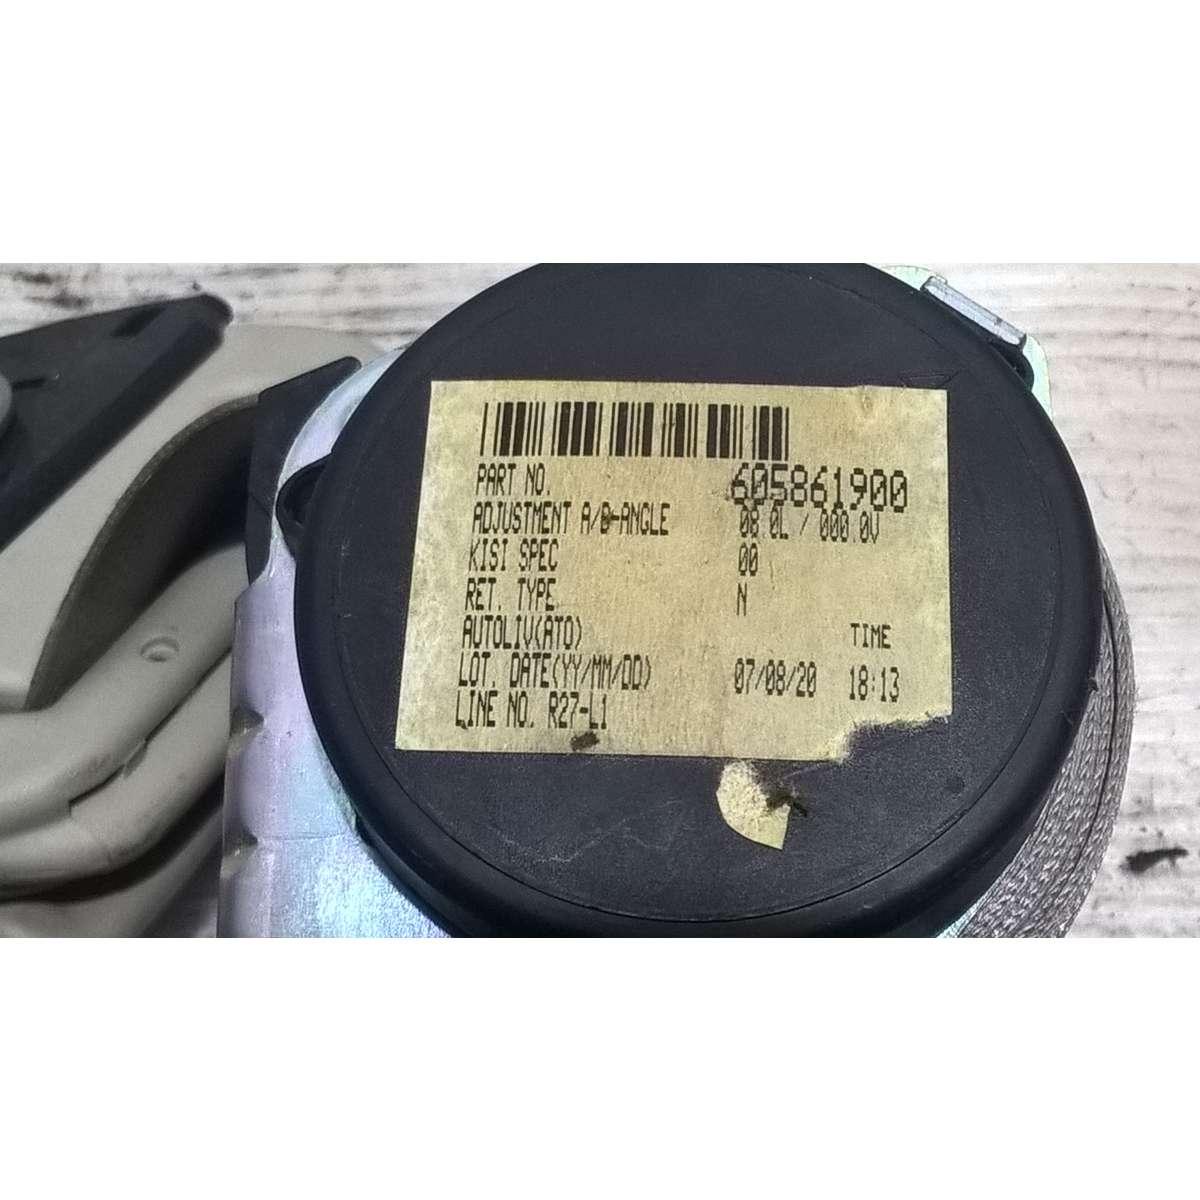 PART NO. 605861900
ADJUSTMENT A/B-ANGLE 08.0L / 000.0V
KISI SPEC 00
RET. TYPE N
AUTOLIV(ATO) TIME
LOT. DATE(YY/MM/DD) 07/08/20 18:13
LINE NO. R27-L1